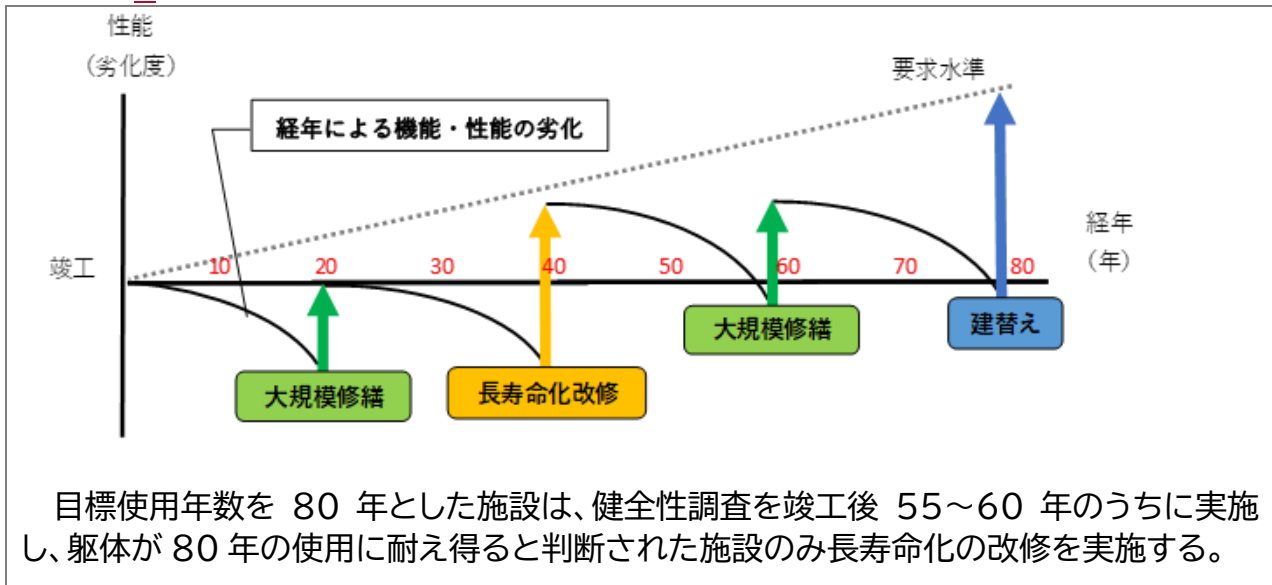 性能
(劣化度)
要求水準
経年による機能・性能の劣化
経年
(年)
竣工
10
20
30
40
50
60
70
80
大規模修繕
建替え
大規模修繕
長寿命化改修
目標使用年数を 80 年とした施設は、健全性調査を竣工後 55～60 年のうちに実施
し、躯体が 80 年の使用に耐え得ると判断された施設のみ長寿命化の改修を実施する。